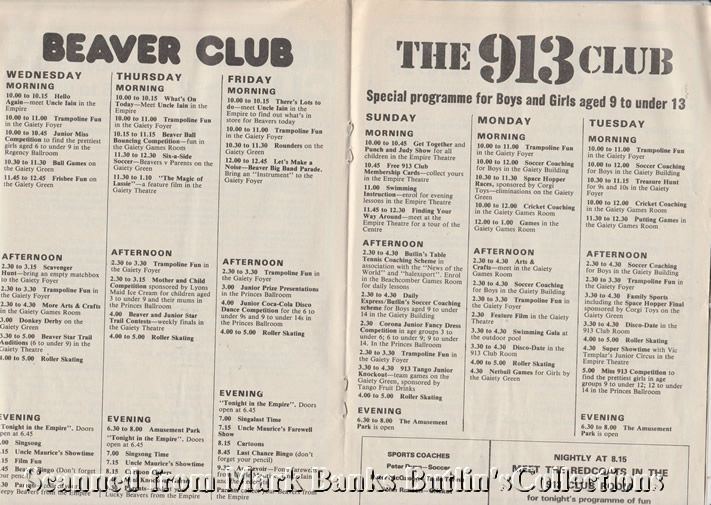 BEAVER CLUB
WEDNESDAY
MORNING
10.00 to 10.15 Hello
Again—meet Uncle Iain in the
Empire
10.00 to 11.00 Trampoline Fun
in the Gaiety Foyer
10.00 to 10.45 Junior Miss
Competition to find the prettiest
girls aged 6 to under 9 in the
Regency Ballroom
10.30 to 11.30 Ball Games on
the Gaiety Green
11.45 to 12.45 Frisbee Fun on
the Gaiety Green
AFTERNOON
2.30 to 3.15 Scavenger
Hunt—bring an empty matchbox
to the Gaiety Foyer
2.30 to 3.30 Trampoline Fun in
the Gaiety Foyer
2.30 to 4.30 More Arts & Crafts
in the Gaiety Games Room
3.00 Donkey Derby on the
Gaiety Green
3.30 to 5.00 Beaver Star Trail
Auditions (6 to under 9) in the
Gaiety Theatre
4.00 to 5.00 Roller Skating
EVENING
"Tonight in the Empire". Doors
open at 6.45
7.00 Singsong
7.15 Uncle Maurice's Showtime
8.15 Film Fun
8.45 Beaver Bingo (Don't forget
your
Sleepy Beavers from the Empire
THURSDAY
MORNING
10.00 to 10.15 What's On
Today—Meet Uncle Iain in the
Empire
10.00 to 11.00 Trampoline Fun
in the Gaiety Foyer
10.15 to 11.15 Beaver Ball
Bouncing Competition—fun in
the Gaiety Games Room
11.30 to 12.30 Six-a-Side
Soccer—Beavers v Parents on the
Gaiety Green
11.30 to 1.10 "The Magic of
Lassie"—a feature film in the
Gaiety Theatre
AFTERNOON
2.30 to 3.30 Trampoline Fun in
the Gaiety Foyer
2.30 to 3.15 Mother and Child
Competition sponsored by Lyons
Maid Ice Cream for children aged
3 to under 9 and their mums in
the Princes Ballroom
4.00 Beaver and Junior Star
Trail Contests—weekly finals in
the Gaiety Theatre
4.00 to 5.00 Roller Skating
EVENING
6.30 to 8.00 Amusement Park
"Tonight in the Empire". Doors
open at 6.45
7.00 Singsong Time
7.15 Uncle Maurice's Showtime
8.15 Cartoon Capers
Lucky Beavers from the Empire
FRIDAY
MORNING
10.00 to 10.15 There's Lots to
do—meet Uncle Iain in the
Empire to find out what's in
store for Beavers today
10.00 to 11.00 Trampoline Fun
in the Gaiety Foyer
10.30 to 11.30 Rounders on the
Gaiety Green
11.00 to 12.45 Let's Make a
Noise—Beaver Big Band Parade.
Bring an "Instrument" to the
Gaiety Foyer
AFTERNOON
2.30 to 3.30 Trampoline Fun in
the Gaiety Foyer
3.00 Junior Prize Presentations
in the Princes Ballroom
4.00 Junior Coca-Cola Disco
Dance Competition for the 6 to
under 9s and under 14s in
the Princes Ballroom
4.00 to 5.00 Roller Skating
EVENING
"Tonight in the Empire". Doors
open at 6.45
7.00 Singalast Time
7.15 Uncle Maurice's Farewell
Show
8.15 Cartoons
8.45 Last Chance Bingo (don't
forget your pencil)
Beavers from the Empire
THE 913 CLUB
Special programme for Boys and Girls aged 9 to under 13
SUNDAY
MORNING
10.00 to 10.45 Get Together and
Punch and Judy Show for all
children in the Empire Theatre
10.45 Free 913 Club
Membership Cards—collect yours
in the Empire Theatre
11.00 Swimming
Instruction—enrol for evening
lessons in the Empire Theatre
11.45 to 12.30 Finding Your
Way Around—meet at the
Empire Theatre for a tour of the
Centre
AFTERNOON
2.30 to 4.30 Butlin's Table
Tennis Coaching Scheme in
association with the "News of the
World" and "halexsport". Enrol
in the Beachcomber Games Room
for daily lessons
2.30 to 4.30 Daily
Express/Butlin's Soccer Coaching
scheme for Boys aged 9 to under
14 in the Gaiety Building
2.30 Corona Junior Fancy Dress
Competition in age groups 3 to
under 6; 6 to under 9; 9 to under
14. In the Princes Ballroom
2.30 to 3.30 Trampoline Fun in
the Gaiety Foyer
3.30 to 4.30 913 Tango Junior
Knockout—team games on the
Gaiety Green, sponsored by
Tango Fruit Drinks
4.00 to 5.00 Roller Skating
EVENING
6.30 to 8.00 The Amusement
Park is open
MONDAY
MORNING
10.00 to 11.00 Trampoline Fun
in the Gaiety Foyer
10.00 to 12.00 Soccer Coaching
for Boys in the Gaiety Building
10.30 to 11.30 Space Hopper
Races, sponsored by Corgi
Toys—eliminations on the Gaiety
Green
10.00 to 12.00 Cricket Coaching
in the Gaiety Games Room
12.00 to 1.00 Games in the
Gaiety Games Room
AFTERNOON
2.30 to 4.30 Arts &
Crafts—meet in the Gaiety
Games Room
2.30 to 4.30 Soccer Coaching
for Boys in the Gaiety Building
2.30 to 3.30 Trampoline Fun in
the Gaiety Foyer
2.30 Feature Film in the Gaiety
Theatre
3.30 to 4.30 Swimming Gala at
the outdoor pool
3.30 to 4.30 Disco-Date in the
913 Club Room
4.00 to 5.00 Roller Skating
4.30 Netball Games for Girls by
the Gaiety Green
TUESDAY
MORNING
10.00 to 11.00 Trampoline Fun
in the Gaiety Foyer
10.00 to 12.00 Soccer Coaching
for Boys in the Gaiety Building
10.30 to 11.15 Treasure Hunt
for 9s and 10s in the Gaiety
Foyer
10.00 to 12.00 Cricket Coaching
in the Gaiety Games Room
11.30 to 12.30 Putting Games in
the Gaiety Games Room
AFTERNOON
2.30 to 4.30 Soccer Coaching
for Boys in the Gaiety Building
2.30 to 3.30 Trampoline Fun in
the Gaiety Foyer
2.30 to 3.30 Family Sports
including the Space Hopper Final
sponsored by Corgi Toys on the
Gaiety Green
3.30 to 4.30 Disco-Date in the
913 Club Room
4.00 to 5.00 Roller Skating
4.30 Super Showtime with Vic
Templar's Junior Circus in the
Empire Theatre
5.00 Miss 913 Competition to
find the prettiest girls in age
groups 9 to under 12; 12 to under
14 in the Princes Ballroom
EVENING
6.30 to 8.00 The Amusement
Park is open
SPORTS COACHES
Soccer
NIGHTLY AT 8.15
MEET THE REDCOATS IN THE
913 CLUB ROOM
for tonight's programme of fun
Scanned from Mark Banks Butlin'sCollections